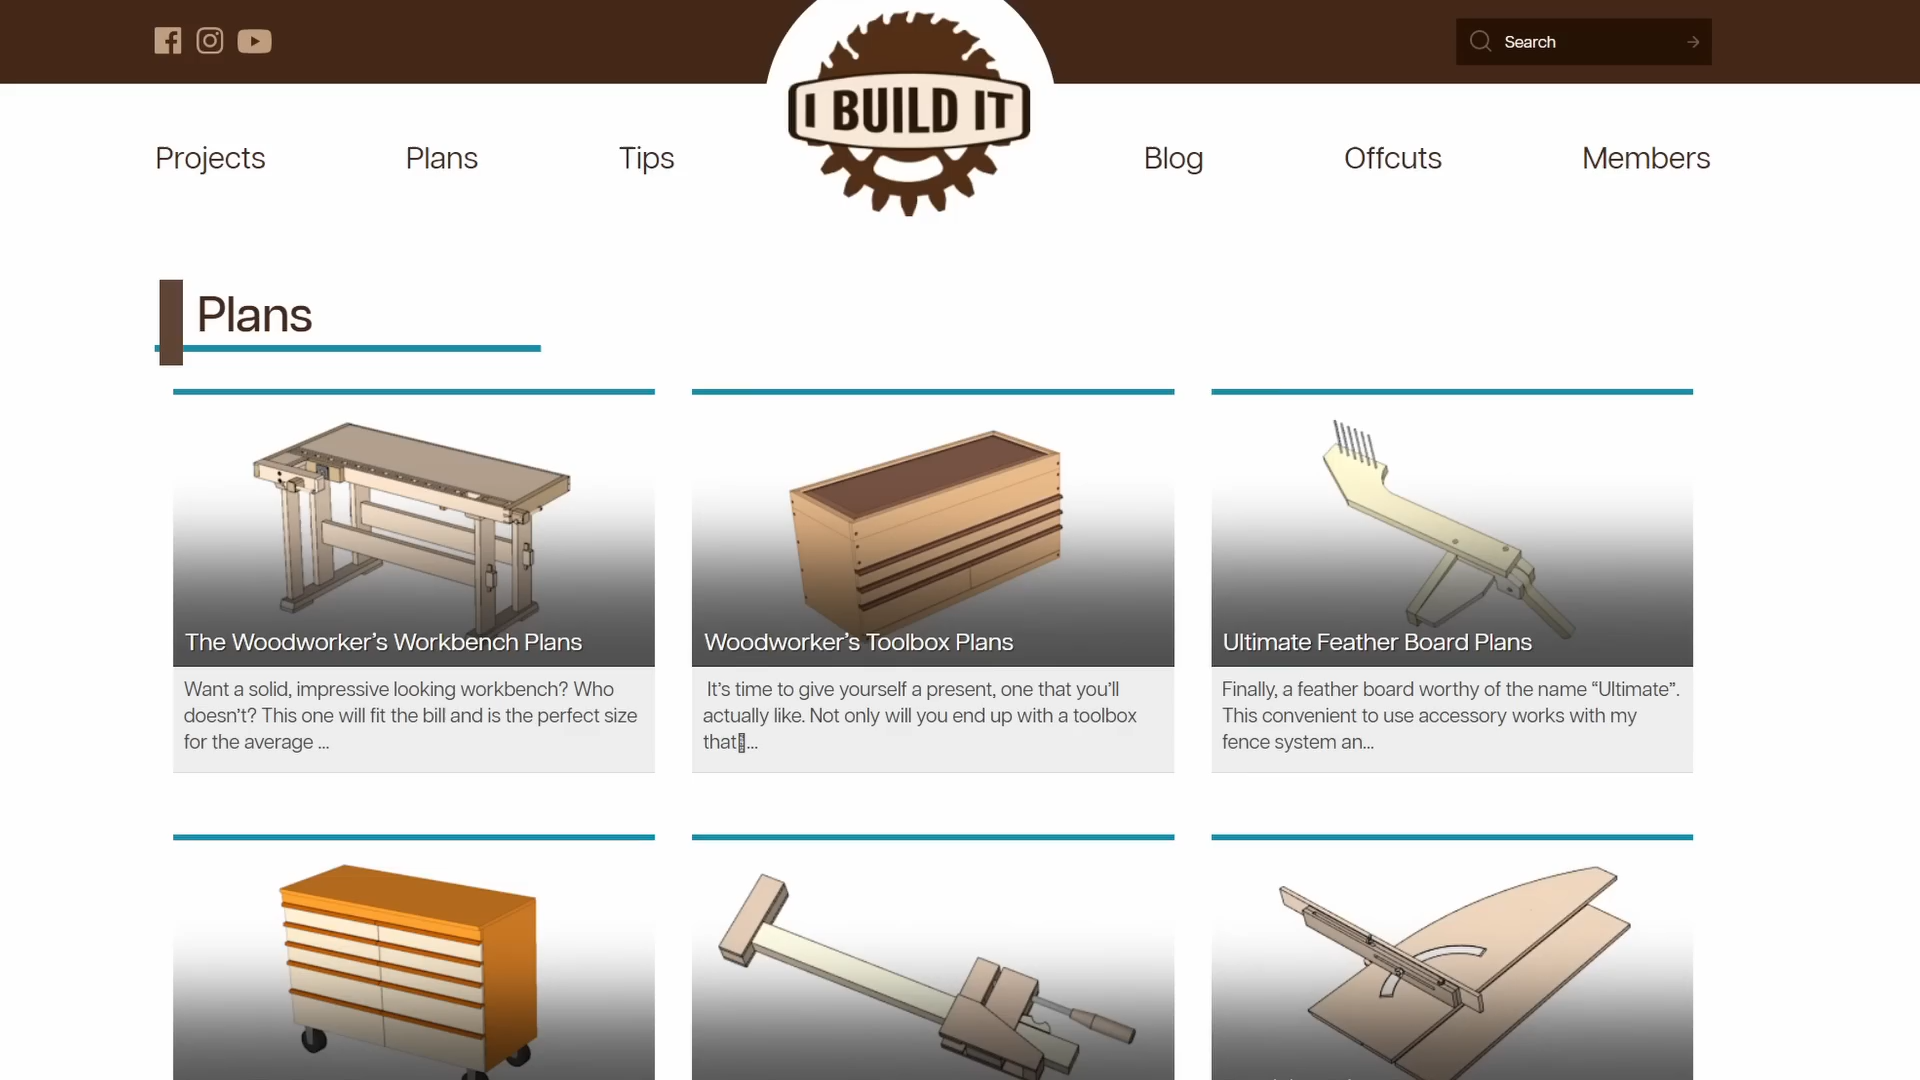 Search
I BUILD IT
Projects
Plans
Tips
Blog
Offcuts
Members
Plans
The Woodworker’s Workbench Plans
Want a solid, impressive looking workbench? Who
doesn’t? This one will fit the bill and is the perfect size
for the average ...
Woodworker’s Toolbox Plans
It’s time to give yourself a present, one that you’ll
actually like. Not only will you end up with a toolbox
that...
Ultimate Feather Board Plans
Finally, a feather board worthy of the name “Ultimate”.
This convenient to use accessory works with my
fence system an...